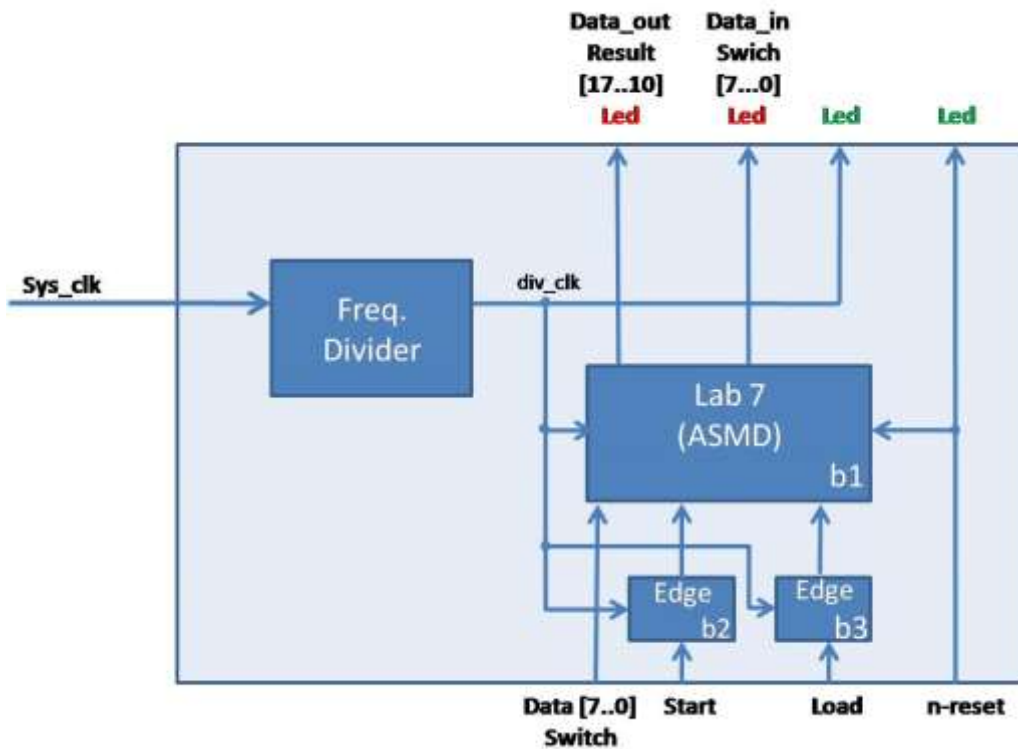 Data_out
Result
[17..10]
Led
Data_in
Swich
[7...0]
Led
Led
Led
Sys_clk
Freq.
Divider
div_clk
Lab 7
(ASMD)
b1
Edge
b2
Edge
b3
Data [7..0]
Switch
Start
Load
n-reset